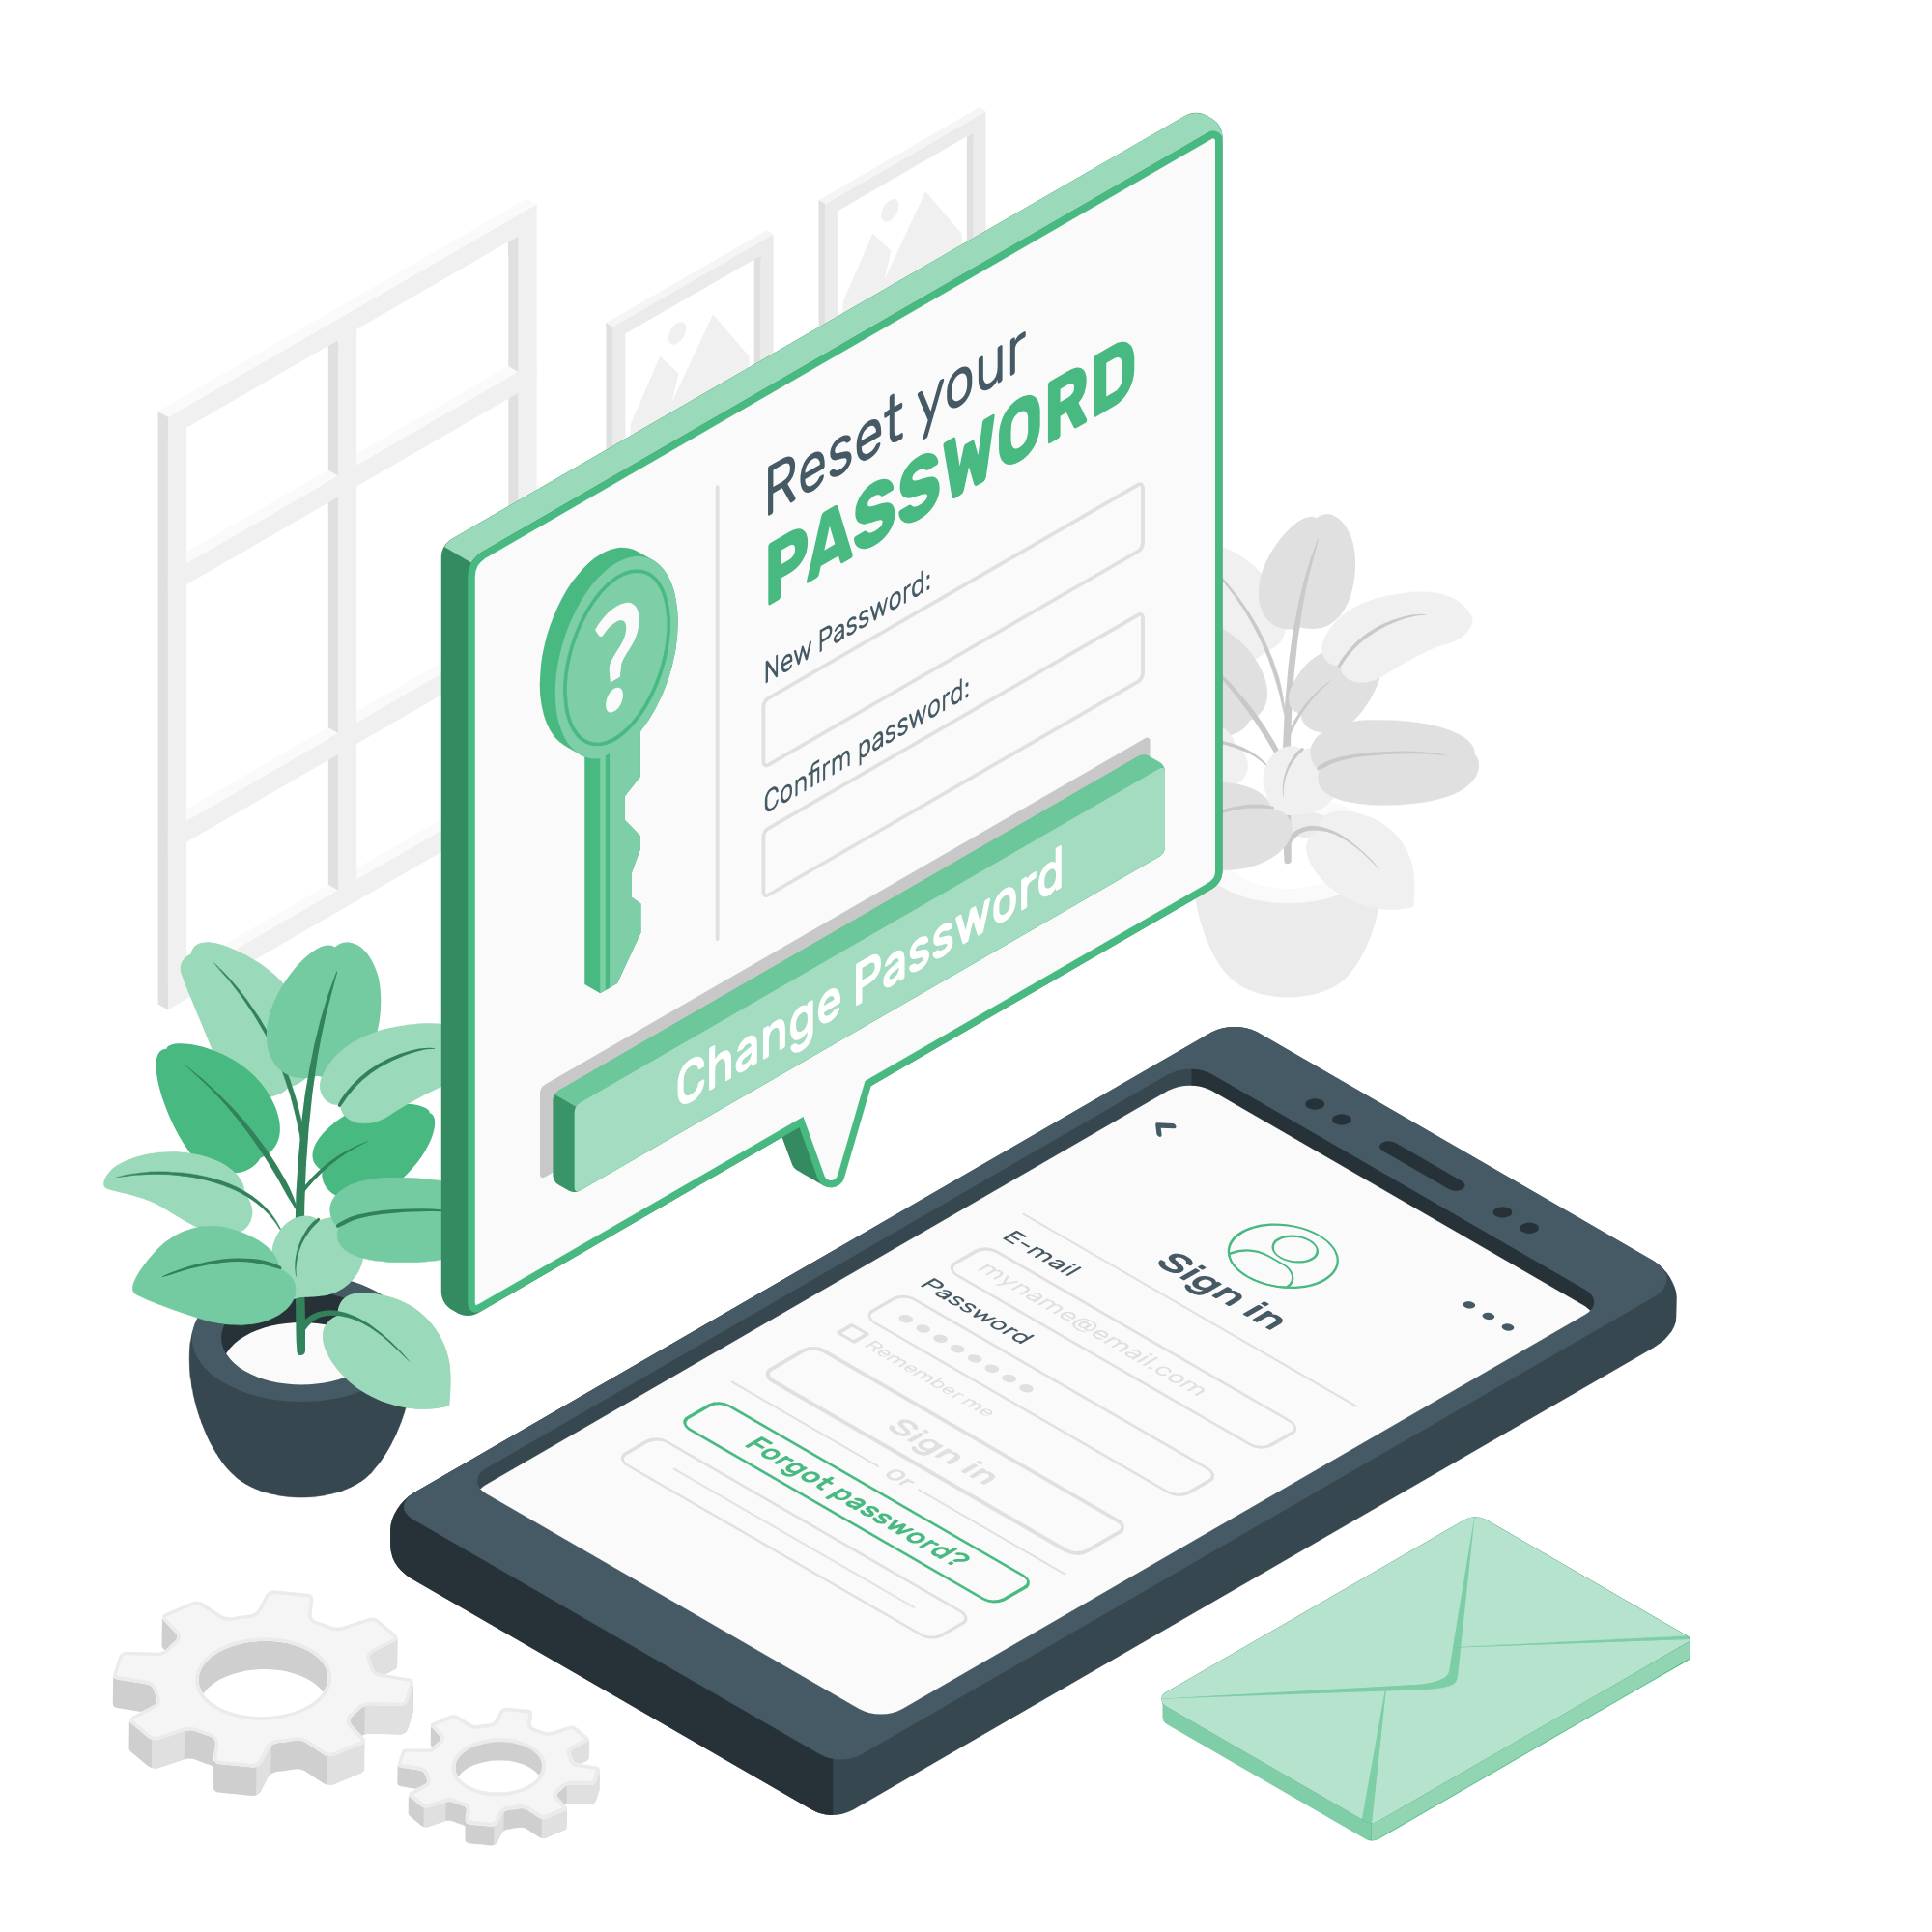 Reset your
PASSWORD
?
New Password:
Confirm password:
Change Password
<
Sign in
E-mail
myname@email.com
Password
Remember me
Sign in
Or
Forgot password?